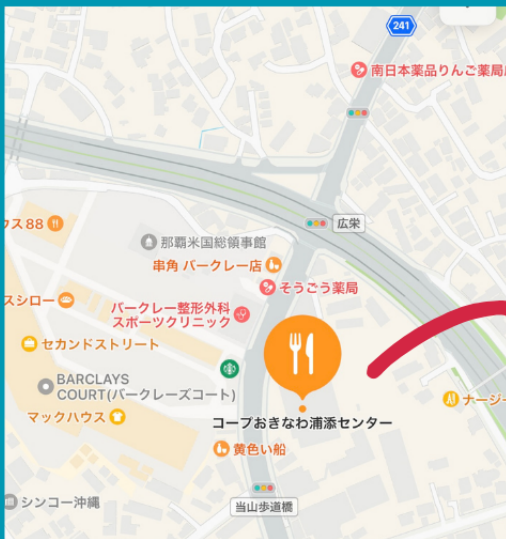 241
南日本薬品りんご薬局
広栄
ウス88
那覇米国総領事館
串角 バークレー店
そうごう薬局
スシロー
バークレー整形外科
スポーツクリニック
セカンドストリート
BARCLAYS
COURT(バークレーズコート)
マックハウス
ナージー
コープおきなわ浦添センター
黄色い船
シンコー沖縄
当山歩道橋